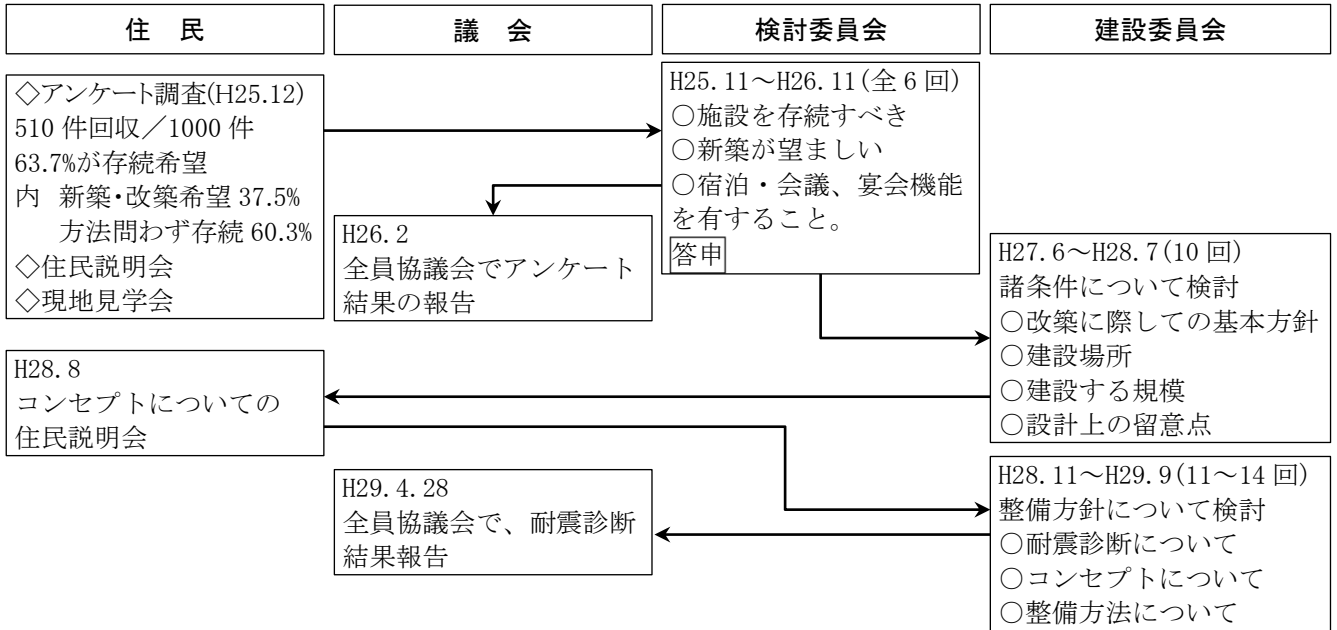 住　民
議　会
検討委員会
建設委員会
◇アンケート調査(H25.12)
510 件回収／1000 件
63.7%が存続希望
内　新築・改築希望 37.5%
方法問わず存続 60.3%
◇住民説明会
◇現地見学会
H26.2
全員協議会でアンケート
結果の報告
H25.11～H26.11(全 6 回)
○施設を存続すべき
○新築が望ましい
○宿泊・会議、宴会機能
を有すること。
答申
H27.6～H28.7(10 回)
諸条件について検討
○改築に際しての基本方針
○建設場所
○建設する規模
○設計上の留意点
H28.8
コンセプトについての
住民説明会
H29.4.28
全員協議会で、耐震診断
結果報告
H28.11～H29.9(11～14 回)
整備方針について検討
○耐震診断について
○コンセプトについて
○整備方法について